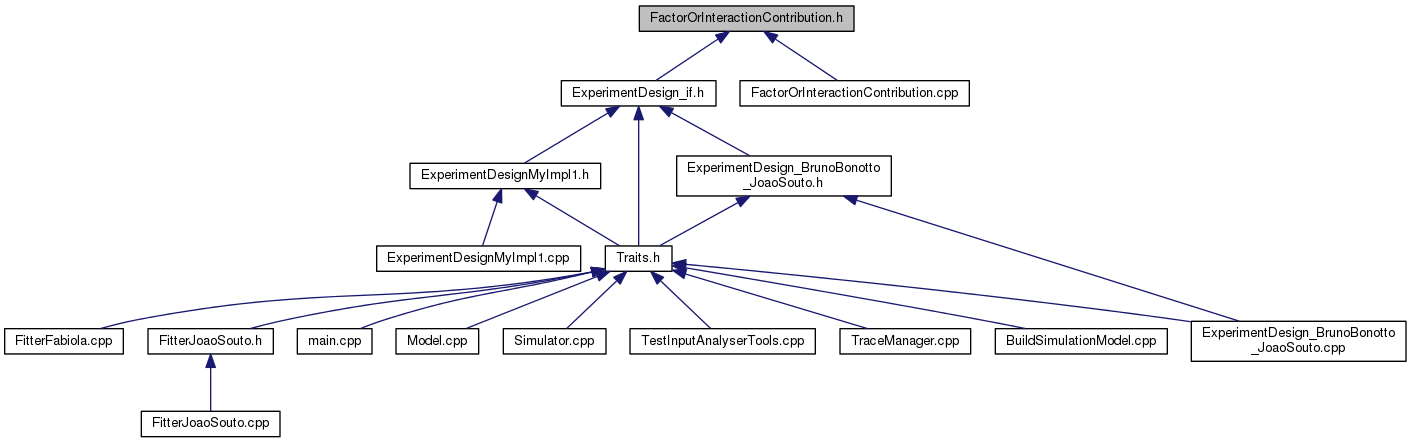 FactorOrInteractionContribution.h
ExperimentDesign_if.h
FactorOrInteractionContribution.cpp
ExperimentDesignMyImpl1.h
ExperimentDesign_BrunoBonotto
_JoaoSouto.h
ExperimentDesignMyImpl1.cpp
Traits.h
FitterFabiola.cpp
FitterJoaoSouto.h
main.cpp
Model.cpp
Simulator.cpp
TestInputAnalyserTools.cpp
TraceManager.cpp
BuildSimulationModel.cpp
ExperimentDesign_BrunoBonotto
_JoaoSouto.cpp
FitterJoaoSouto.cpp